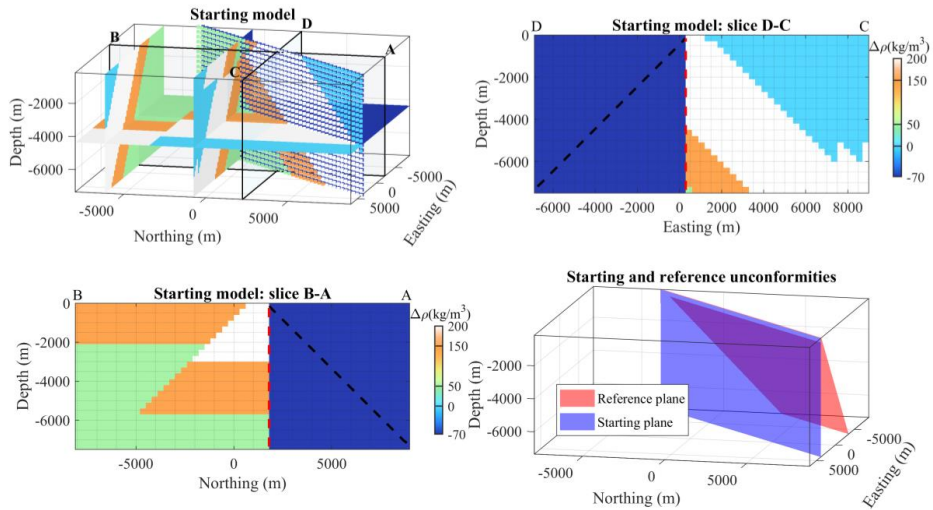 Starting model
D
B
A
C
-2000
-4000
-6000
Depth (m)
-5000
0
5000
Northing (m)
-5000
0
5000
Easting (m)
Starting model: slice D-C
D
C
0
-2000
-4000
-6000
Depth (m)
-6000
-4000
-2000
0
2000
4000
6000
8000
Easting (m)
Δρ(kg/m³)
200
150
50
0
-70
Starting model: slice B-A
B
A
0
-2000
-4000
-6000
Depth (m)
-5000
0
5000
Northing (m)
Δρ(kg/m³)
200
150
50
0
-70
Starting and reference unconformities
-2000
-4000
-6000
Depth (m)
Reference plane
Starting plane
-5000
0
5000
Northing (m)
-5000
0
5000
Easting (m)